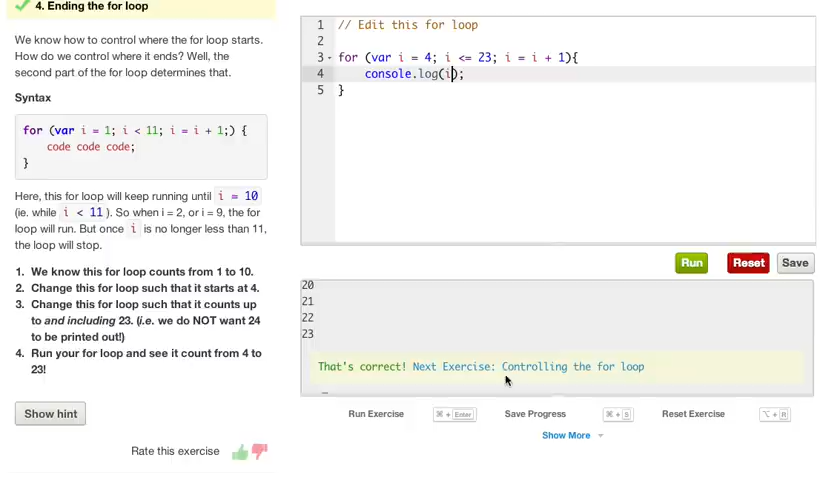 4. Ending the for loop
We know how to control where the for loop starts.
How do we control where it ends? Well, the
second part of the for loop determines that.
Syntax
for (var i = 1; i < 11; i = i + 1;) {
code code code;
}
Here, this for loop will keep running until i = 10
(ie. while i < 11 ). So when i = 2, or i = 9, the for
loop will run. But once i is no longer less than 11,
the loop will stop.
1. We know this for loop counts from 1 to 10.
2. Change this for loop such that it starts at 4.
3. Change this for loop such that it counts up
to and including 23. (i.e. we do NOT want 24
to be printed out!)
4. Run your for loop and see it count from 4 to
23!
Show hint
Rate this exercise
1 // Edit this for loop
2
3 for (var i = 4; i <= 23; i = i + 1){
4 console.log(i);
5 }
Run Reset Save
20
21
22
23
That's correct! Next Exercise: Controlling the for loop
Run Exercise ⌘ + Enter Save Progress ⌘ + S Reset Exercise ⌥ + R
Show More